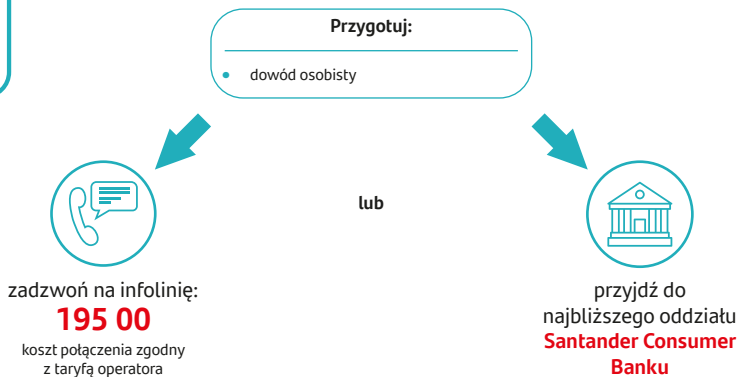 Przygotuj:
• dowód osobisty
lub
zadzwoń na infolinię:
195 00
koszt połączenia zgodny
z taryfą operatora
przyjdź do
najbliższego oddziału
Santander Consumer
Banku